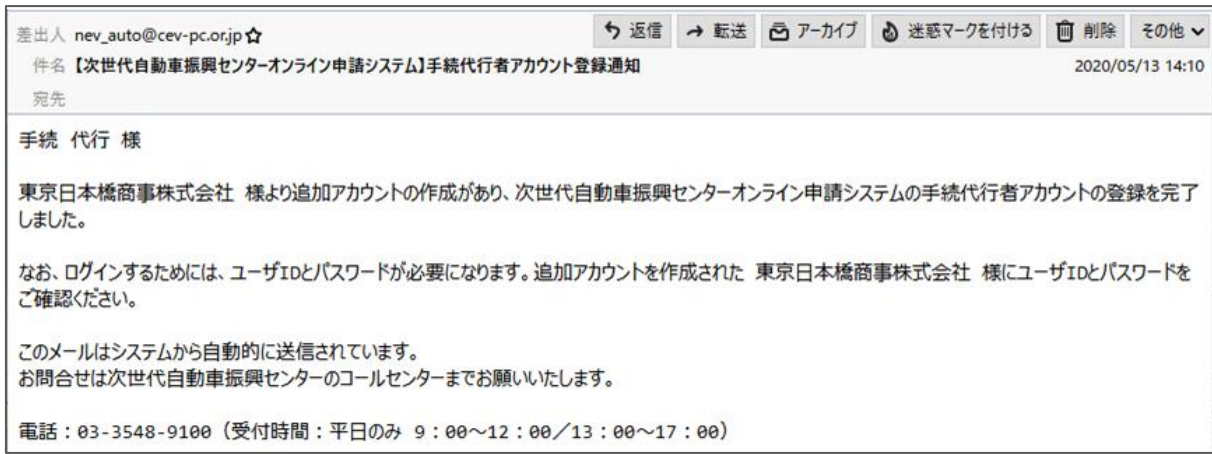 差出人 nev_auto@cev-pc.or.jp☆ 返信 転送 アーカイブ 迷惑マークを付ける 削除 その他
件名 【次世代自動車振興センターオンライン申請システム】手続代行者アカウント登録通知 2020/05/13 14:10
宛先
手続 代行 様
東京日本橋商事株式会社 様より追加アカウントの作成があり、次世代自動車振興センターオンライン申請システムの手続代行者アカウントの登録を完了
しました。
なお、ログインするためには、ユーザIDとパスワードが必要になります。追加アカウントを作成された 東京日本橋商事株式会社 様にユーザIDとパスワードを
ご確認ください。
このメールはシステムから自動的に送信されています。
お問合せは次世代自動車振興センターのコールセンターまでお願いいたします。
電話：03-3548-9100（受付時間：平日のみ 9：00～12：00／13：00～17：00）